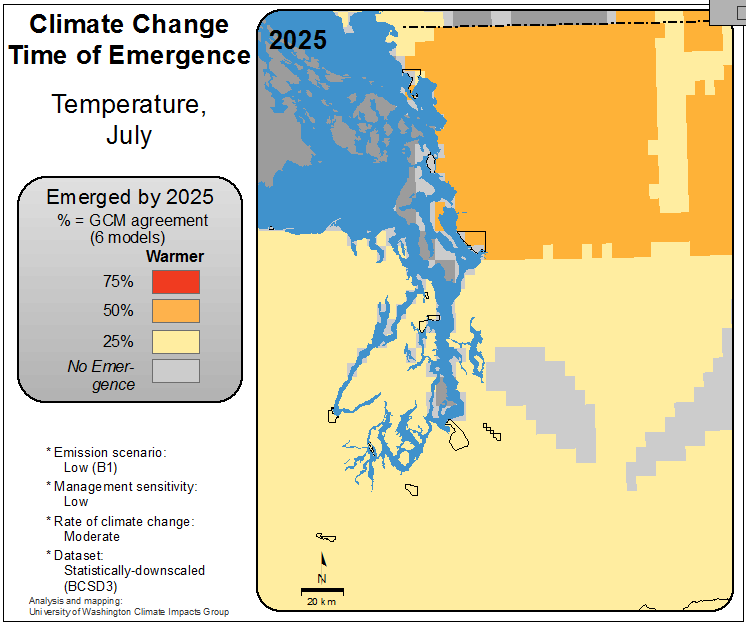 Climate Change
Time of Emergence
Temperature,
July
Emerged by 2025
% = GCM agreement
(6 models)
Warmer
75%
50%
25%
No Emer-
gence
* Emission scenario:
Low (B1)
* Management sensitivity:
Low
* Rate of climate change:
Moderate
* Dataset:
Statistically-downscaled
(BCSD3)
Analysis and mapping:
University of Washington Climate Impacts Group
2025
N
20 km